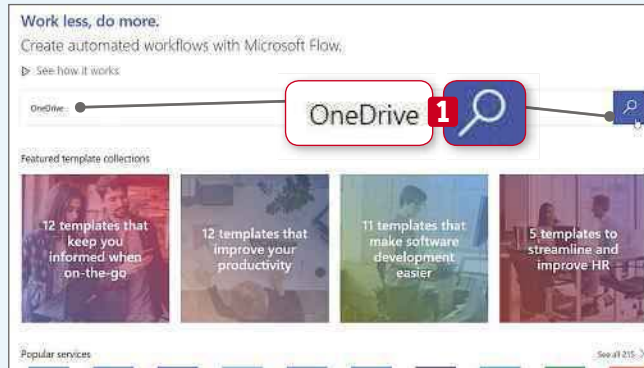 Work less, do more.
Create automated workflows with Microsoft Flow.
See how it works
OneDrive
OneDrive 1
Featured template collections
12 templates that
keep you
informed when
on-the-go
12 templates that
improve your
productivity
11 templates that
make software
development
easier
5 templates to
streamline and
improve HR
Popular services
See all 215